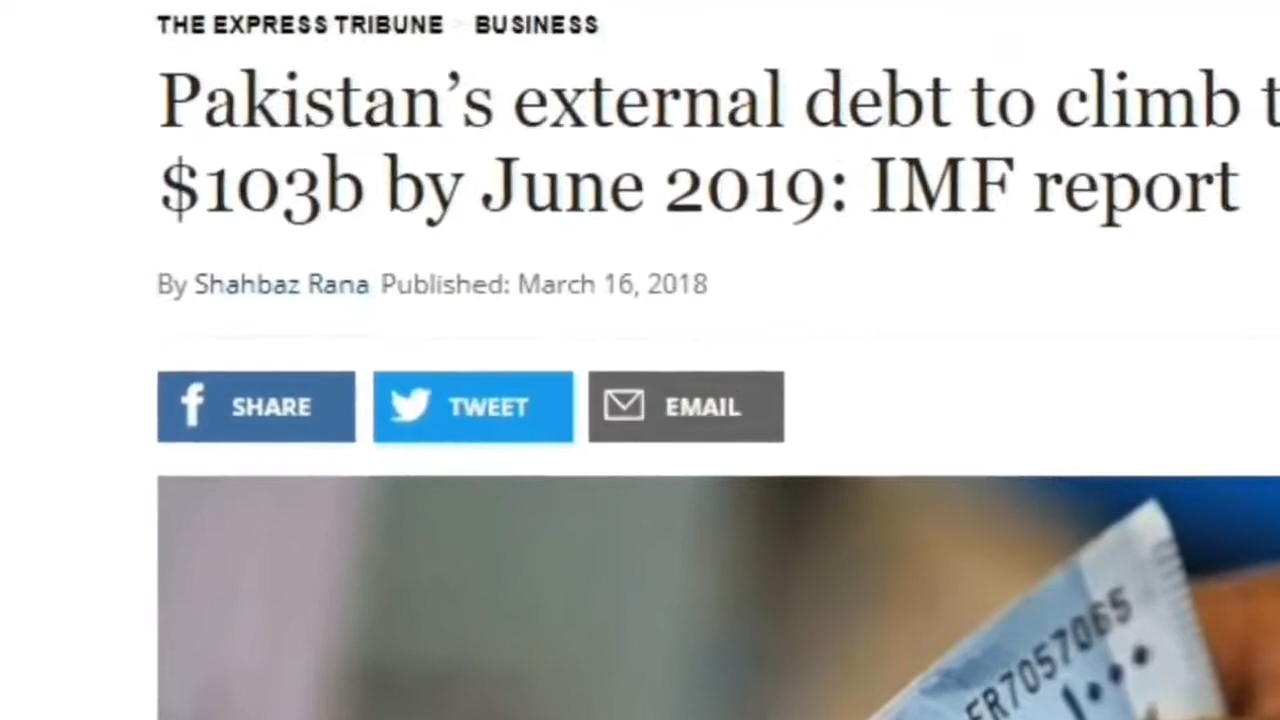 THE EXPRESS TRIBUNE > BUSINESS
Pakistan’s external debt to climb
$103b by June 2019: IMF report
By Shahbaz Rana Published: March 16, 2018
SHARE TWEET EMAIL
ER7057065